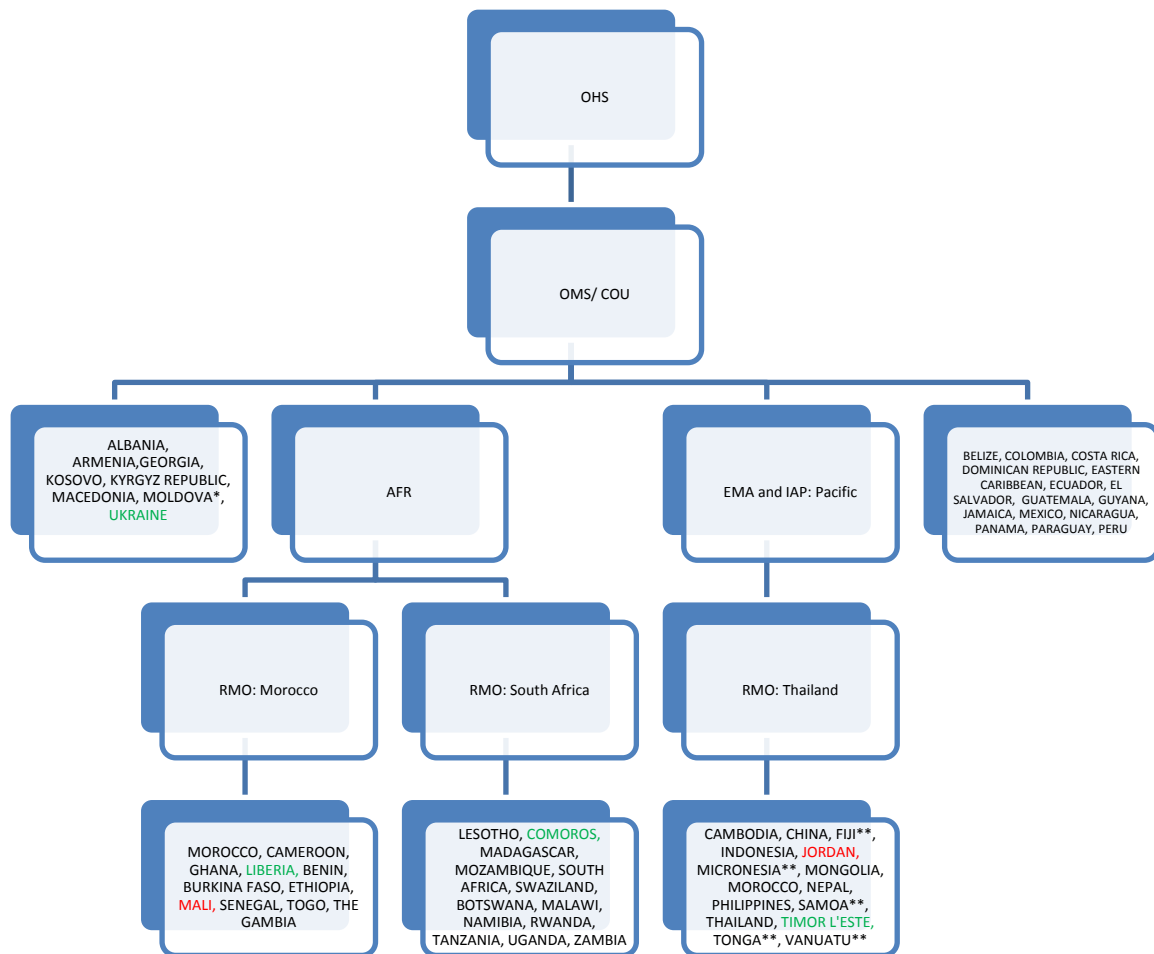 OHS
OMS/ COU
ALBANIA,
ARMENIA,GEORGIA,
KOSOVO, KYRGYZ REPUBLIC,
MACEDONIA, MOLDOVA*,
UKRAINE
AFR
EMA and IAP: Pacific
BELIZE, COLOMBIA, COSTA RICA,
DOMINICAN REPUBLIC, EASTERN
CARIBBEAN, ECUADOR, EL
SALVADOR, GUATEMALA, GUYANA,
JAMAICA, MEXICO, NICARAGUA,
PANAMA, PARAGUAY, PERU
RMO: Morocco
RMO: South Africa
RMO: Thailand
MOROCCO, CAMEROON,
GHANA, LIBERIA, BENIN,
BURKINA FASO, ETHIOPIA,
MALI, SENEGAL, TOGO, THE
GAMBIA
LESOTHO, COMOROS,
MADAGASCAR,
MOZAMBIQUE, SOUTH
AFRICA, SWAZILAND,
BOTSWANA, MALAWI,
NAMIBIA, RWANDA,
TANZANIA, UGANDA, ZAMBIA
CAMBODIA, CHINA, FIJI**,
INDONESIA, JORDAN,
MICRONESIA**, MONGOLIA,
MOROCCO, NEPAL,
PHILIPPINES, SAMOA**,
THAILAND, TIMOR L'ESTE,
TONGA**, VANUATU**